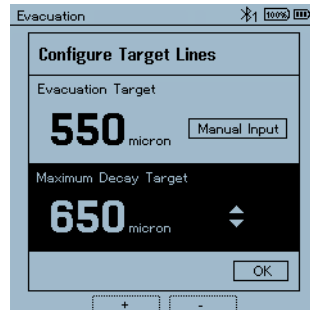 Evacuation 1 100%
Configure Target Lines
Evacuation Target
550 micron Manual Input
Maximum Decay Target
650 micron
OK
+ -